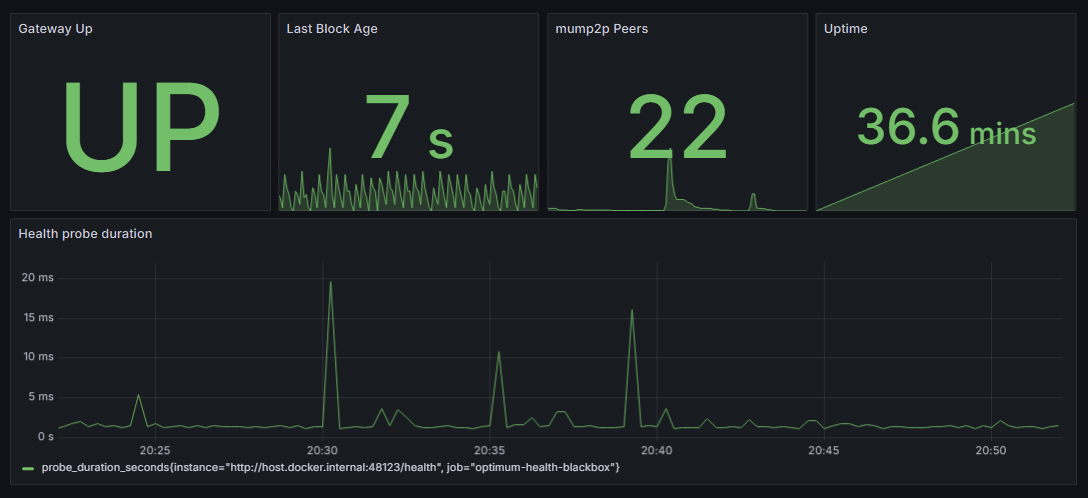 Gateway Up
Last Block Age
mump2p Peers
Uptime
UP
7 s
22
36.6 mins
Health probe duration
20 ms
15 ms
10 ms
5 ms
0 s
20:25
20:30
20:35
20:40
20:45
20:50
probe_duration_seconds{instance="http://host.docker.internal:48123/health", job="optimum-health-blackbox"}